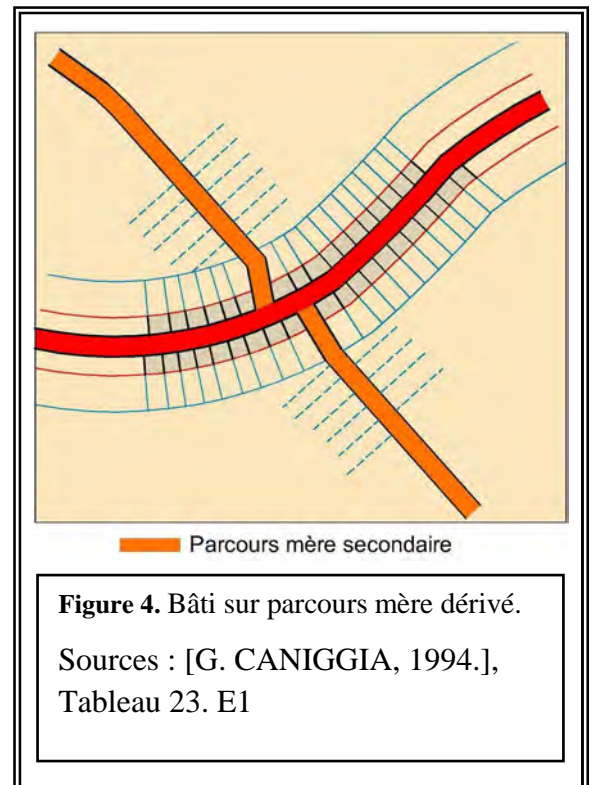 Parcours mère secondaire
Figure 4. Bâti sur parcours mère dérivé.
Sources : [G. CANIGGIA, 1994.],
Tableau 23. E1